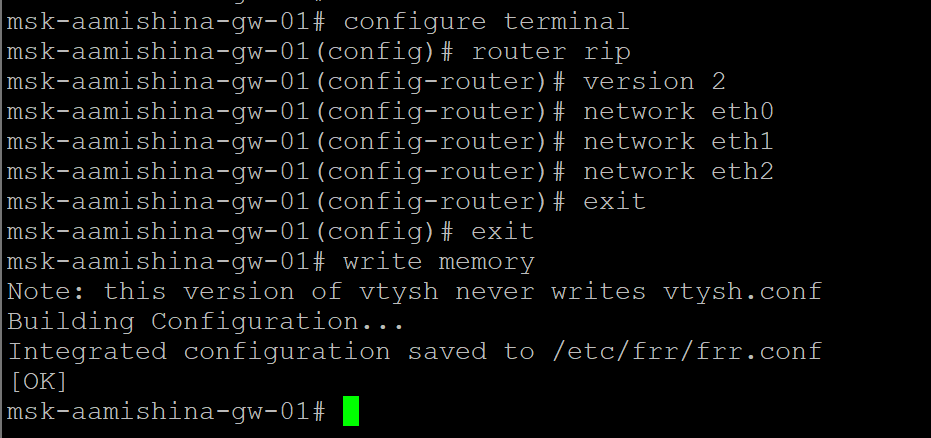 msk-aamishina-gw-01# configure terminal
msk-aamishina-gw-01(config)# router rip
msk-aamishina-gw-01(config-router)# version 2
msk-aamishina-gw-01(config-router)# network eth0
msk-aamishina-gw-01(config-router)# network eth1
msk-aamishina-gw-01(config-router)# network eth2
msk-aamishina-gw-01(config-router)# exit
msk-aamishina-gw-01(config)# exit
msk-aamishina-gw-01# write memory
Note: this version of vtysh never writes vtysh.conf
Building Configuration...
Integrated configuration saved to /etc/frr/frr.conf
[OK]
msk-aamishina-gw-01#